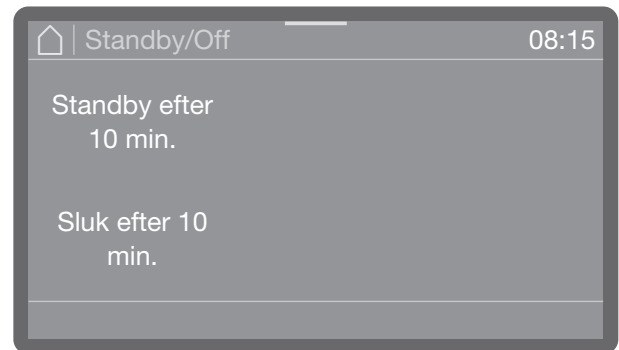 Standby/Off 08:15
Standby efter
10 min.
Sluk efter 10
min.